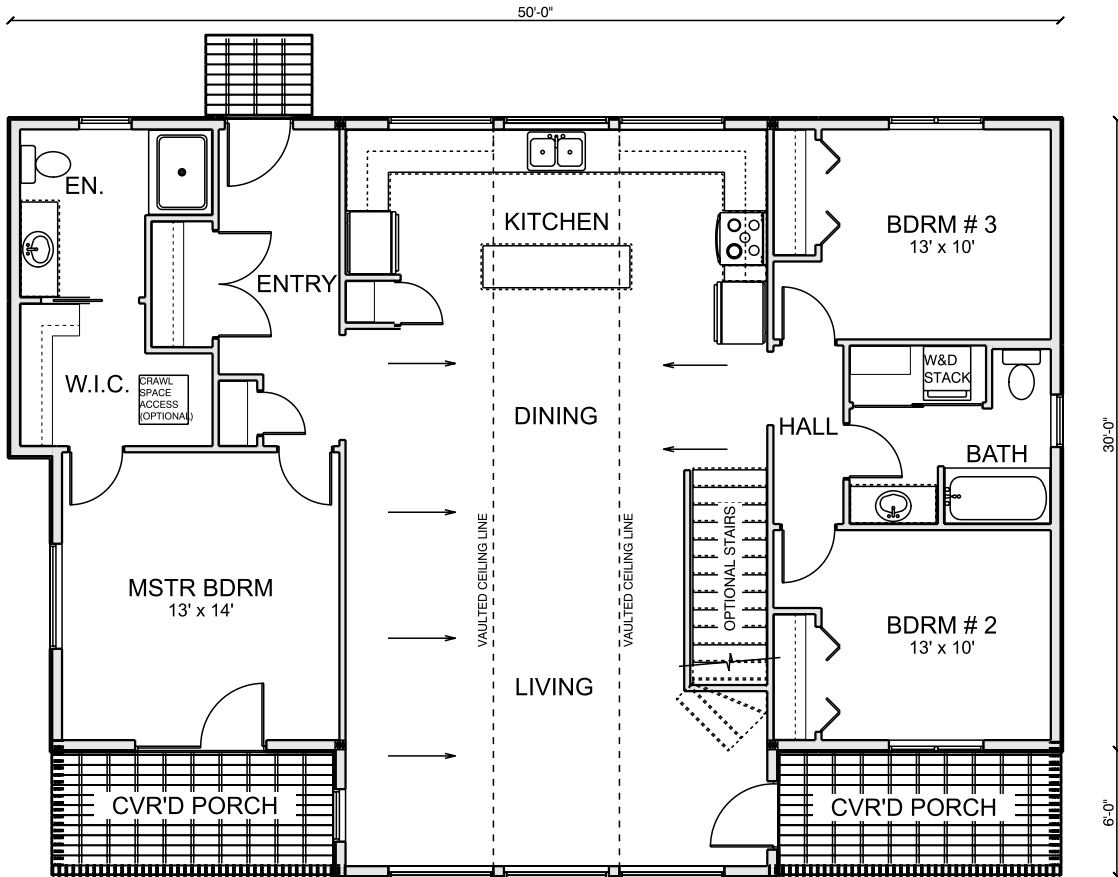 50'-0"
EN.
KITCHEN
BDRM # 3
13' x 10'
ENTRY
30'-0"
W.I.C.
CRAWL
SPACE
ACCESS
(OPTIONAL)
W&D
STACK
DINING
HALL
BATH
VAULTED CEILING LINE
VAULTED CEILING LINE
OPTIONAL STAIRS
MSTR BDRM
13' x 14'
BDRM # 2
13' x 10'
LIVING
CVR'D PORCH
CVR'D PORCH
6'-0"